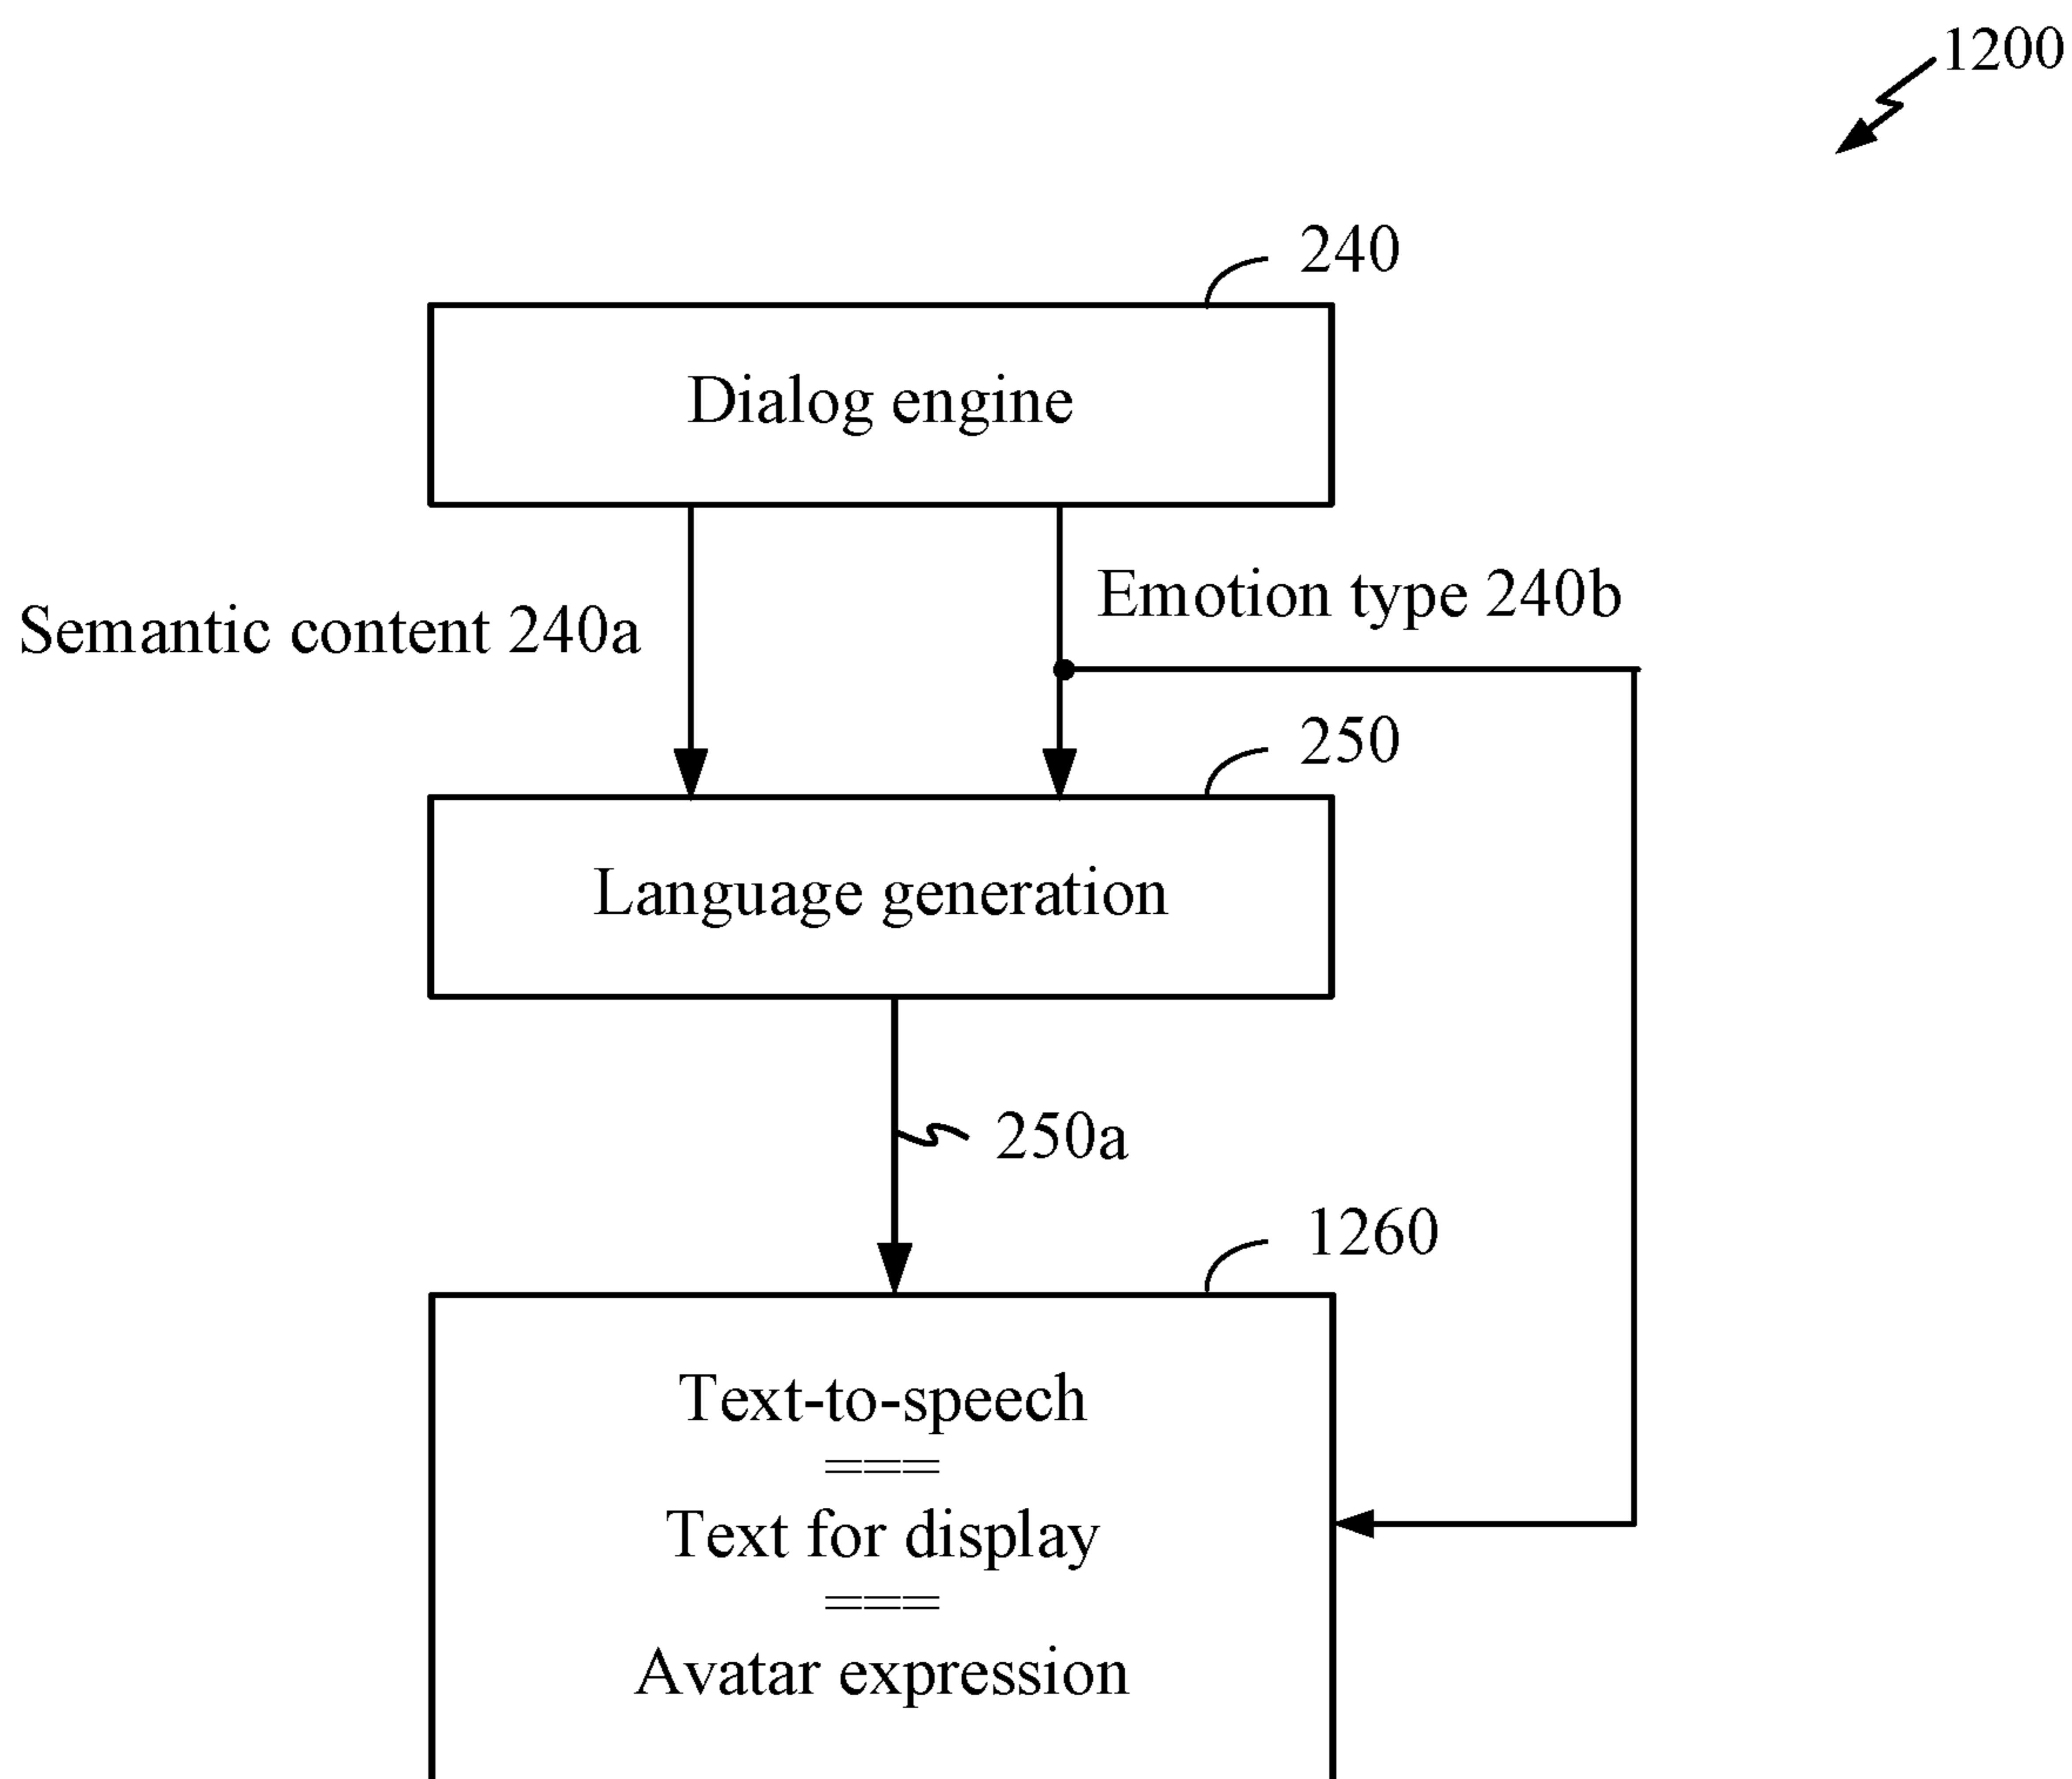 1200
240
Dialog engine
Emotion type 240b
Semantic content 240a
250
Language generation
250a
1260
Text-to-speech
===
Text for display
===
Avatar expression